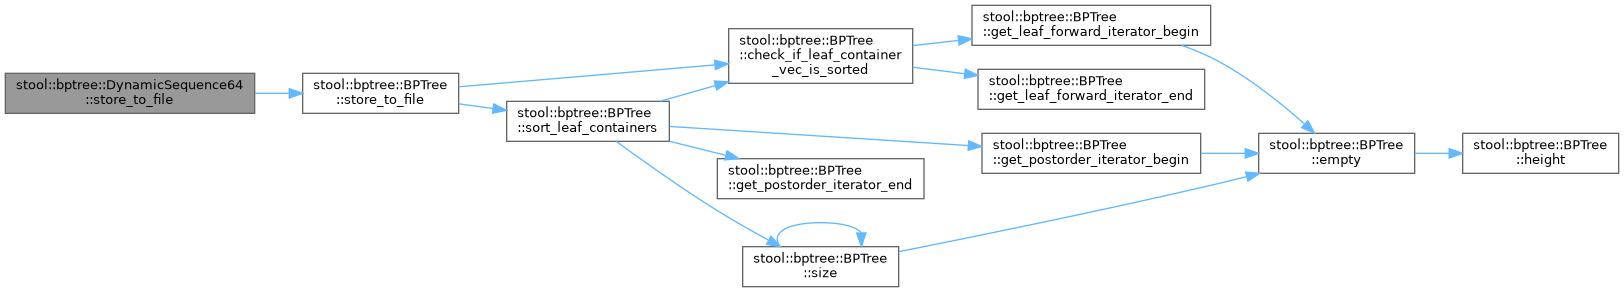 stool::bptree::DynamicSequence64
::store_to_file
stool::bptree::BPTree
::store_to_file
stool::bptree::BPTree
::check_if_leaf_container
_vec_is_sorted
stool::bptree::BPTree
::sort_leaf_containers
stool::bptree::BPTree
::get_leaf_forward_iterator_begin
stool::bptree::BPTree
::get_leaf_forward_iterator_end
stool::bptree::BPTree
::get_postorder_iterator_begin
stool::bptree::BPTree
::get_postorder_iterator_end
stool::bptree::BPTree
::size
stool::bptree::BPTree
::empty
stool::bptree::BPTree
::height